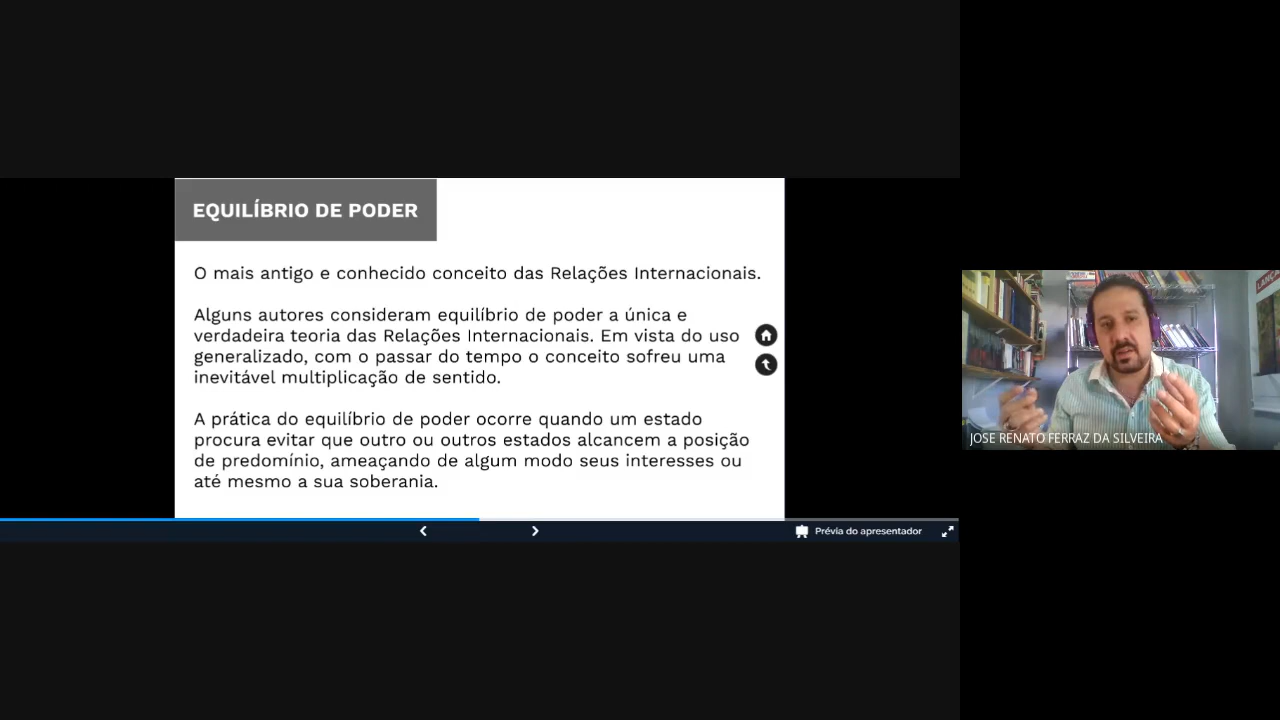 EQUILÍBRIO DE PODER
O mais antigo e conhecido conceito das Relações Internacionais.
Alguns autores consideram equilíbrio de poder a única e
verdadeira teoria das Relações Internacionais. Em vista do uso
generalizado, com o passar do tempo o conceito sofreu uma
inevitável multiplicação de sentido.
A prática do equilíbrio de poder ocorre quando um estado
procura evitar que outro ou outros estados alcancem a posição
de predomínio, ameaçando de algum modo seus interesses ou
até mesmo a sua soberania.
Prévia do apresentador
JOSE RENATO FERRAZ DA SILVEIRA